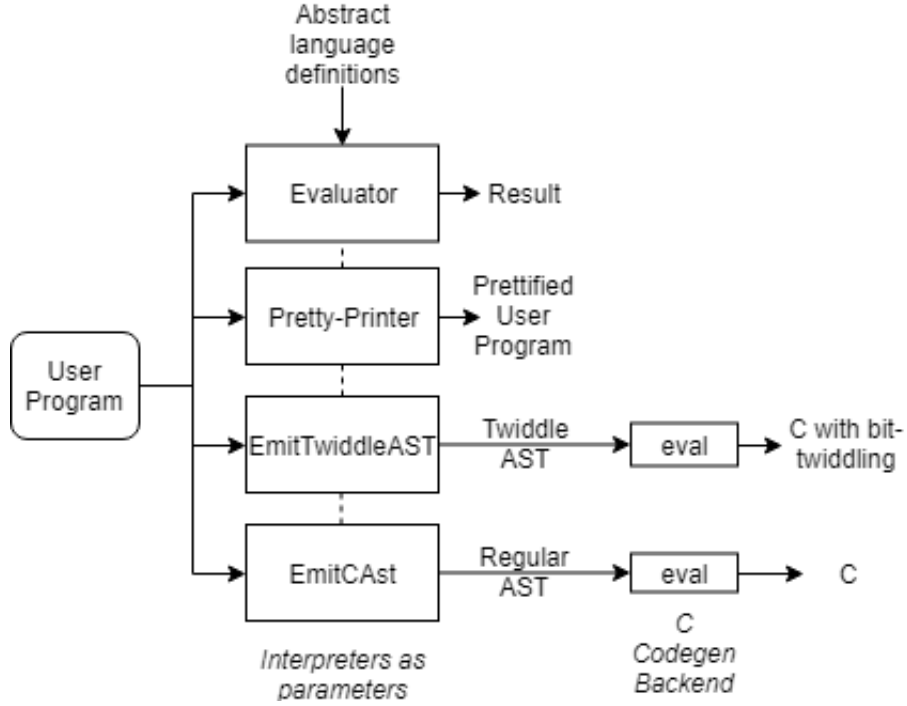 Abstract
language
definitions
Evaluator
Result
Pretty-Printer
Prettified
User
Program
User
Program
EmitTwiddleAST
Twiddle
AST
eval
C with bit-
twiddling
EmitCAst
Regular
AST
eval
C
Interpreters as
parameters
C
Codegen
Backend